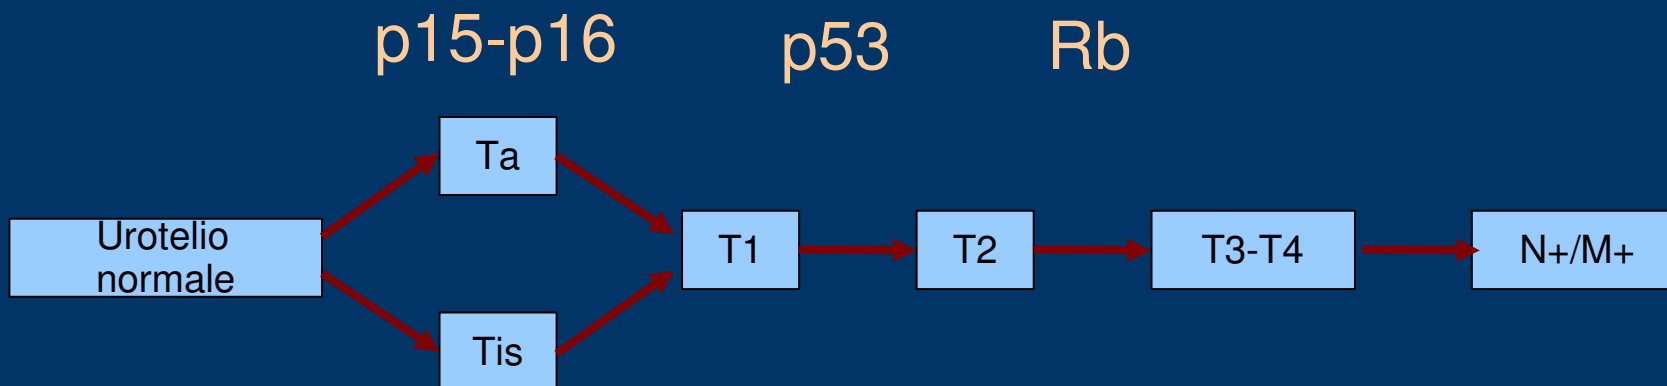 p15-p16
p53
Rb
Ta
Urotelio
normale
T1
T2
T3-T4
N+/M+
Tis